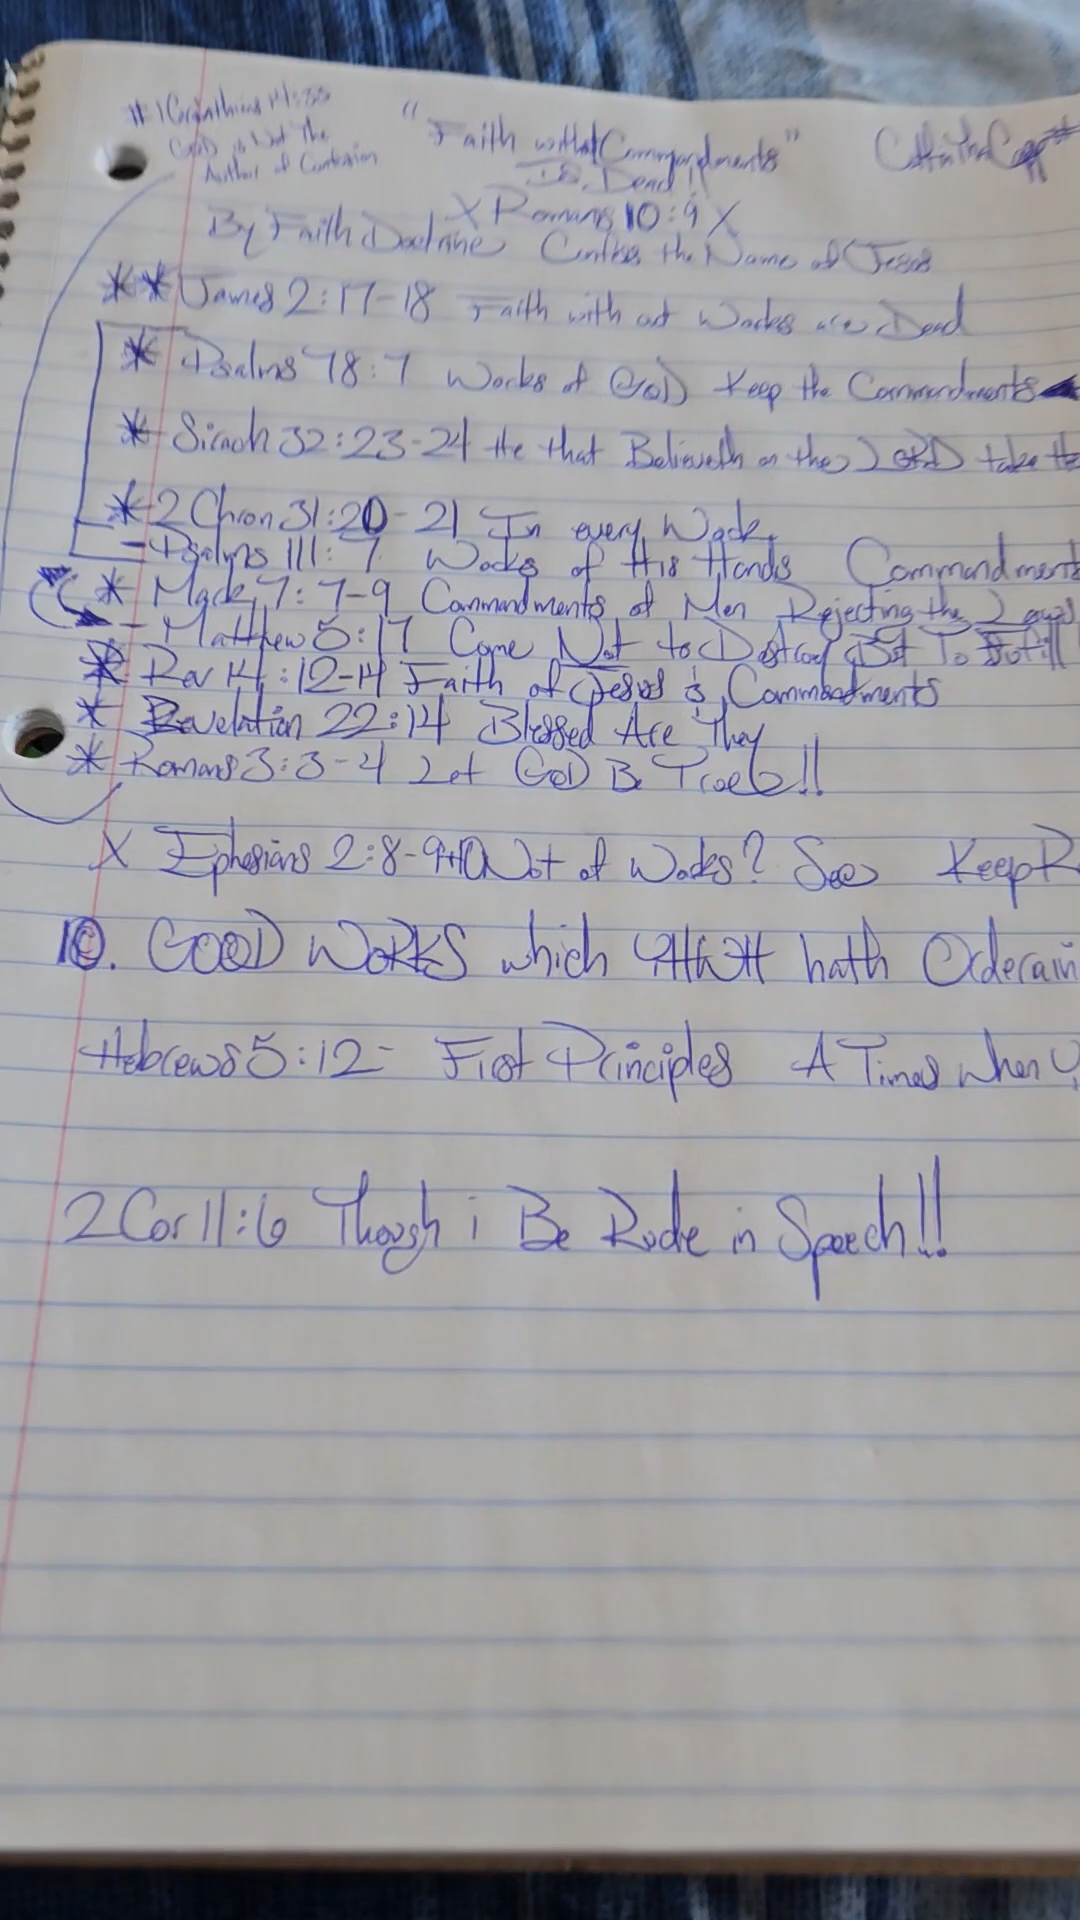 #1Corinthians 14:33
GOD is Not The
Author of Confusion
"Faith without Commandments"
Is Dead
X Romans 10:9 X
By Faith Doctrine Confess the Name of Jesus
** James 2:17-18 Faith with out Works are Dead
* Psalms 78:7 Works of GOD Keep the Commandments
* Sirach 32:23-24 He that Believeth on the LORD take
* 2 Chron 31:20-21 In every Work
- Psalms 111:7 Works of His Hands Commandment
* Mark 7:7-9 Commandments of Men Rejecting the Laws
- Matthew 5:17 Come Not to Destroy But To Fulfill
* Rev 14:12-14 Faith of Jesus & Commandments
* Revelation 22:14 Blessed Are They
* Romans 3:3-4 Let GOD Be True!!
X Ephesians 2:8-9+10 Not of Works? See Keep
10. GOOD WORKS which hath Orderain
Hebrews 5:12- First Principles A Times when
2 Cor 11:6 Though i Be Rude in Speech!!